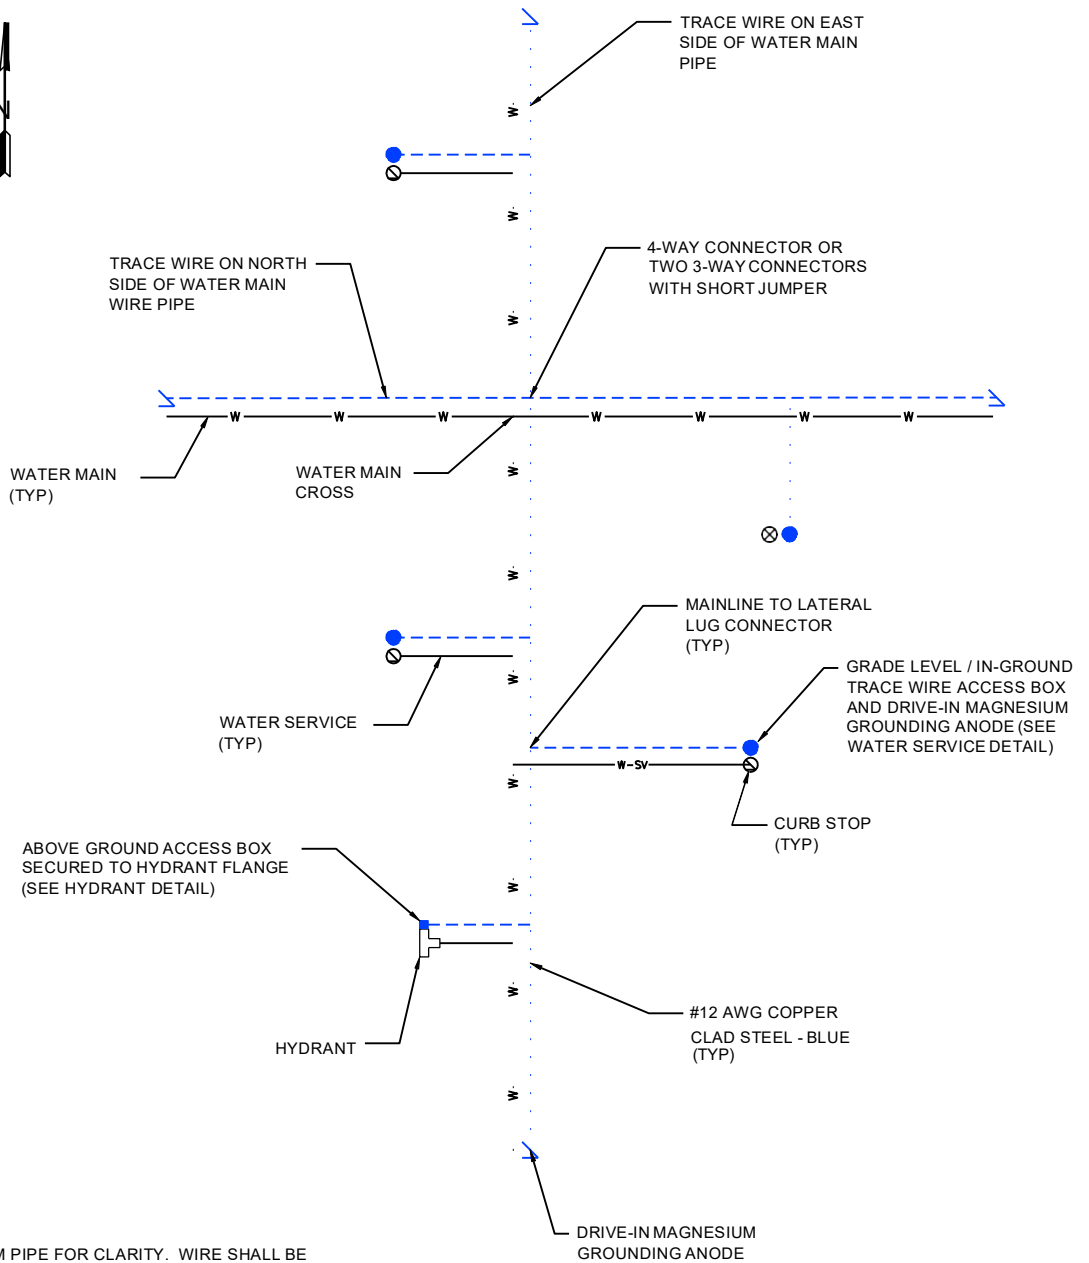 TRACE WIRE ON EAST
SIDE OF WATER MAIN
PIPE
N
W
W
4-WAY CONNECTOR OR
TWO 3-WAY CONNECTORS
WITH SHORT JUMPER
TRACE WIRE ON NORTH
SIDE OF WATER MAIN
WIRE PIPE
W
W W W W W W W
WATER MAIN
(TYP)
WATER MAIN
CROSS
W
W
MAINLINE TO LATERAL
LUG CONNECTOR
(TYP)
GRADE LEVEL / IN-GROUND
TRACE WIRE ACCESS BOX
AND DRIVE-IN MAGNESIUM
GROUNDING ANODE (SEE
WATER SERVICE DETAIL)
W
WATER SERVICE
(TYP)
W-SV
W
CURB STOP
(TYP)
ABOVE GROUND ACCESS BOX
SECURED TO HYDRANT FLANGE
(SEE HYDRANT DETAIL)
W
W
#12 AWG COPPER
CLAD STEEL - BLUE
(TYP)
HYDRANT
W
DRIVE-IN MAGNESIUM
GROUNDING ANODE
M PIPE FOR CLARITY. WIRE SHALL BE